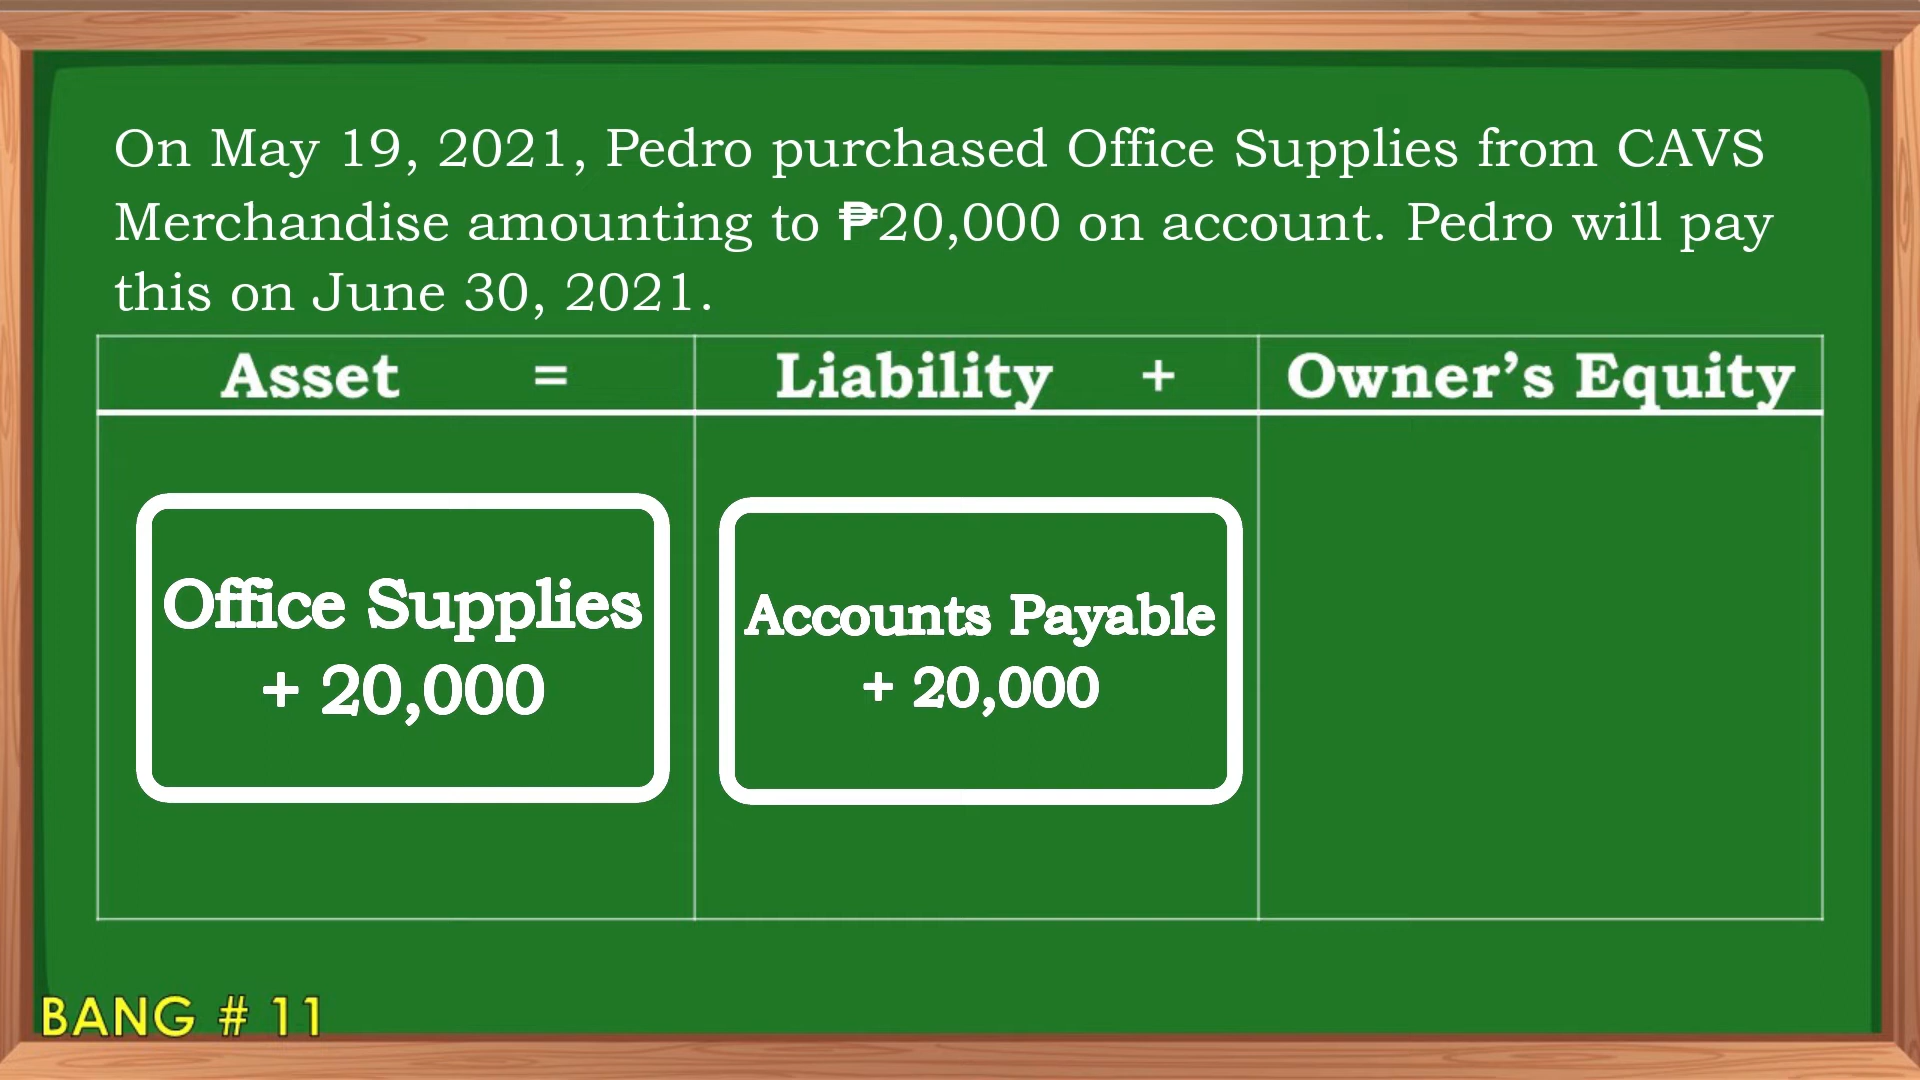 On May 19, 2021, Pedro purchased Office Supplies from CAVS
Merchandise amounting to ₱20,000 on account. Pedro will pay
this on June 30, 2021.
Asset = Liability + Owner’s Equity
Office Supplies
+ 20,000
Accounts Payable
+ 20,000
BANG # 11